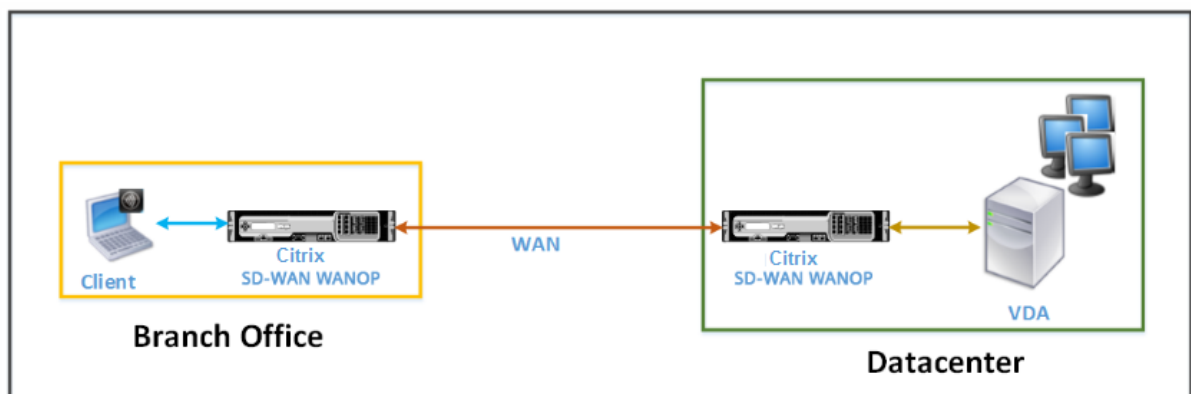 Client
Citrix
SD-WAN WANOP
Branch Office
WAN
Citrix
SD-WAN WANOP
VDA
Datacenter